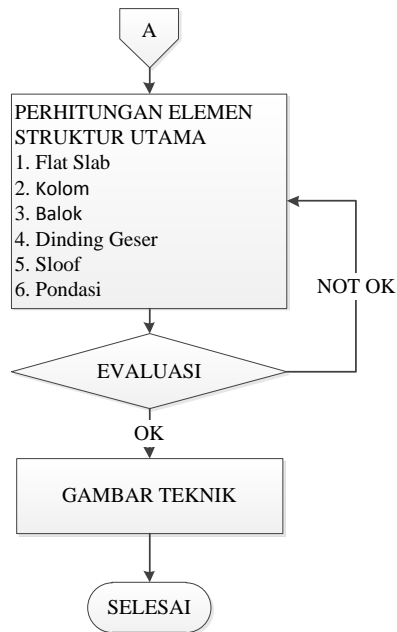 A
PERHITUNGAN ELEMEN
STRUKTUR UTAMA
1. Flat Slab
2. Kolom
3. Balok
4. Dinding Geser
5. Sloof
6. Pondasi
NOT OK
EVALUASI
OK
GAMBAR TEKNIK
SELESAI